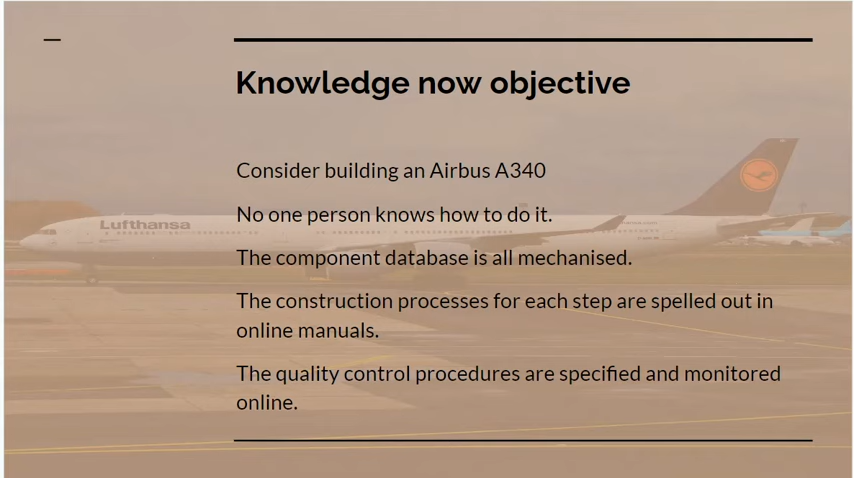 Knowledge now objective
Consider building an Airbus A340
No one person knows how to do it.
The component database is all mechanised.
Lufthansa
The construction processes for each step are spelled out in
online manuals.
The quality control procedures are specified and monitored
online.